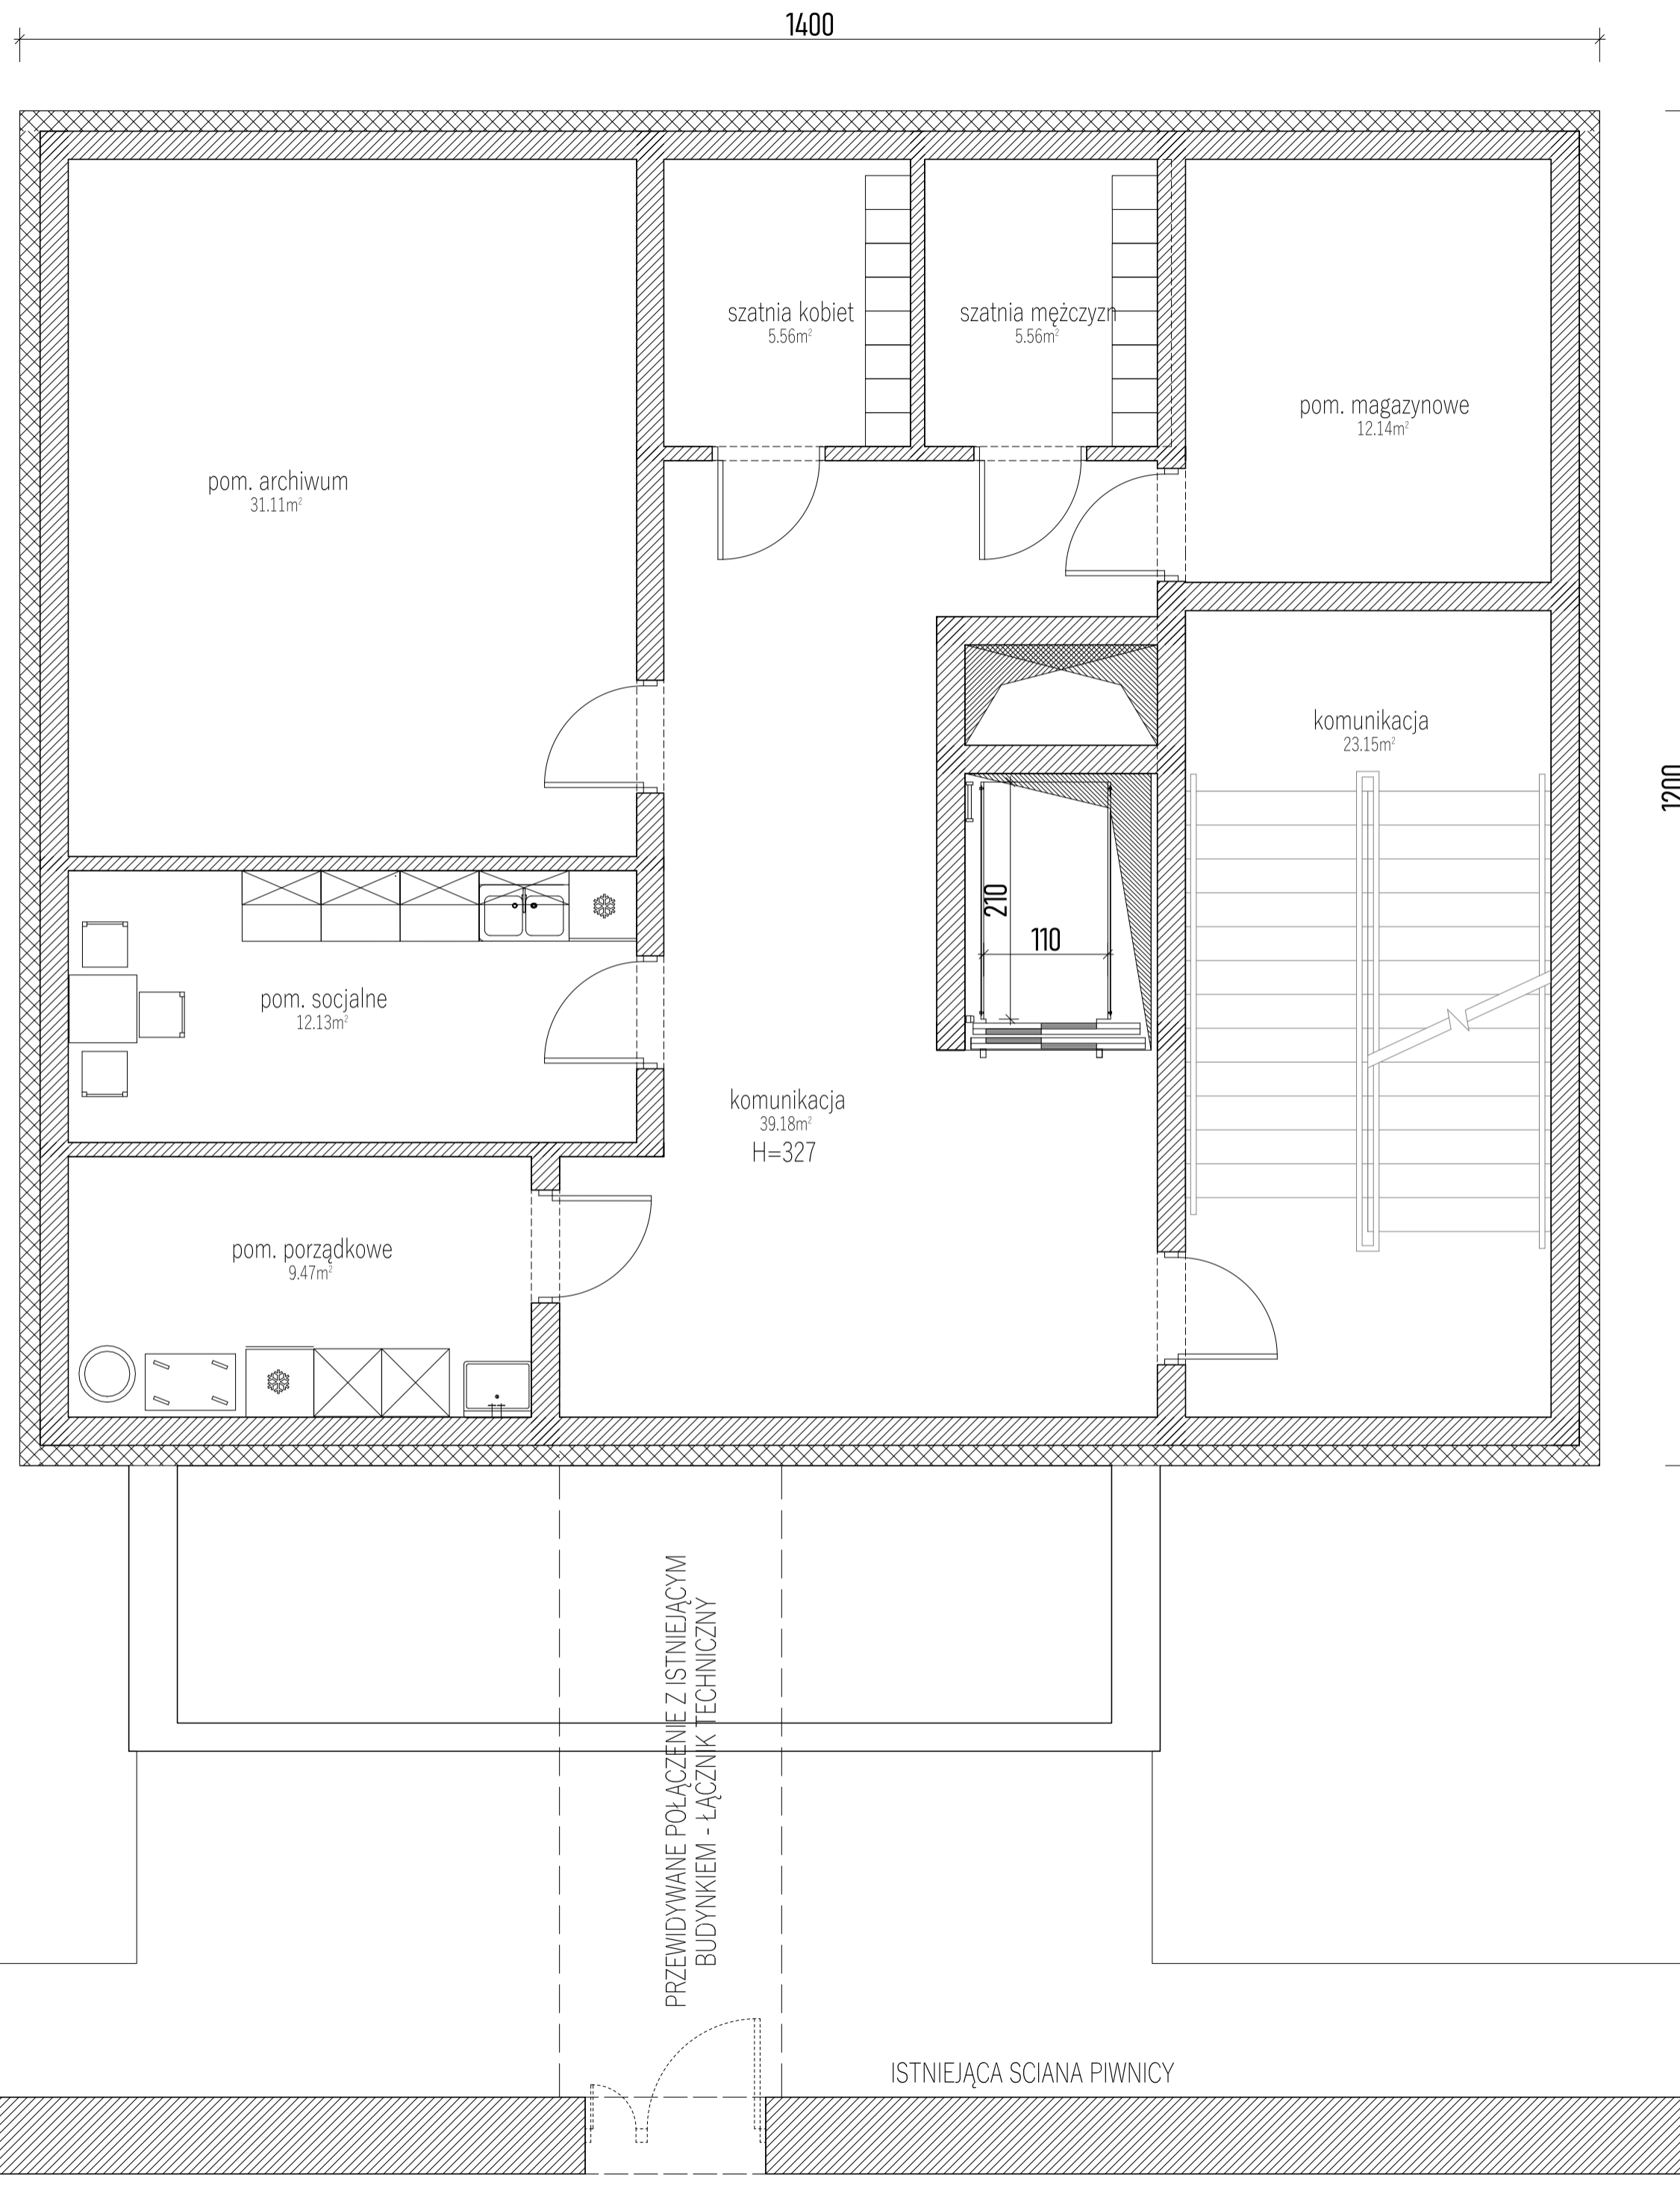 1400
szatnia kobiet
5.56m²
szatnia mężczyzn
5.56m²
pom. magazynowe
12.14m²
pom. archiwum
31.11m²
komunikacja
23.15m²
1200
210
110
pom. socjalne
12.13m²
komunikacja
39.18m²
H=327
pom. porządkowe
9.47m²
PRZEWIDYWANE POŁĄCZENIE Z ISTNIEJĄCYM
BUDYNKIEM - ŁĄCZNIK TECHNICZNY
ISTNIEJĄCA SCIANA PIWNICY